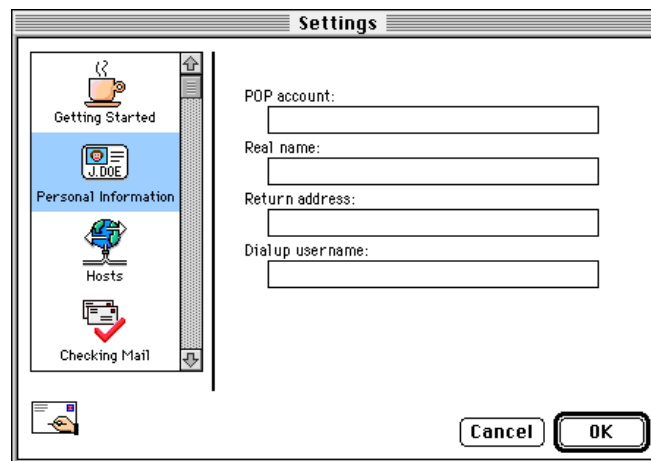 Settings
Getting Started
J.DOE
Personal Information
Hosts
Checking Mail
POP account:
Real name:
Return address:
Dialup username:
Cancel
OK